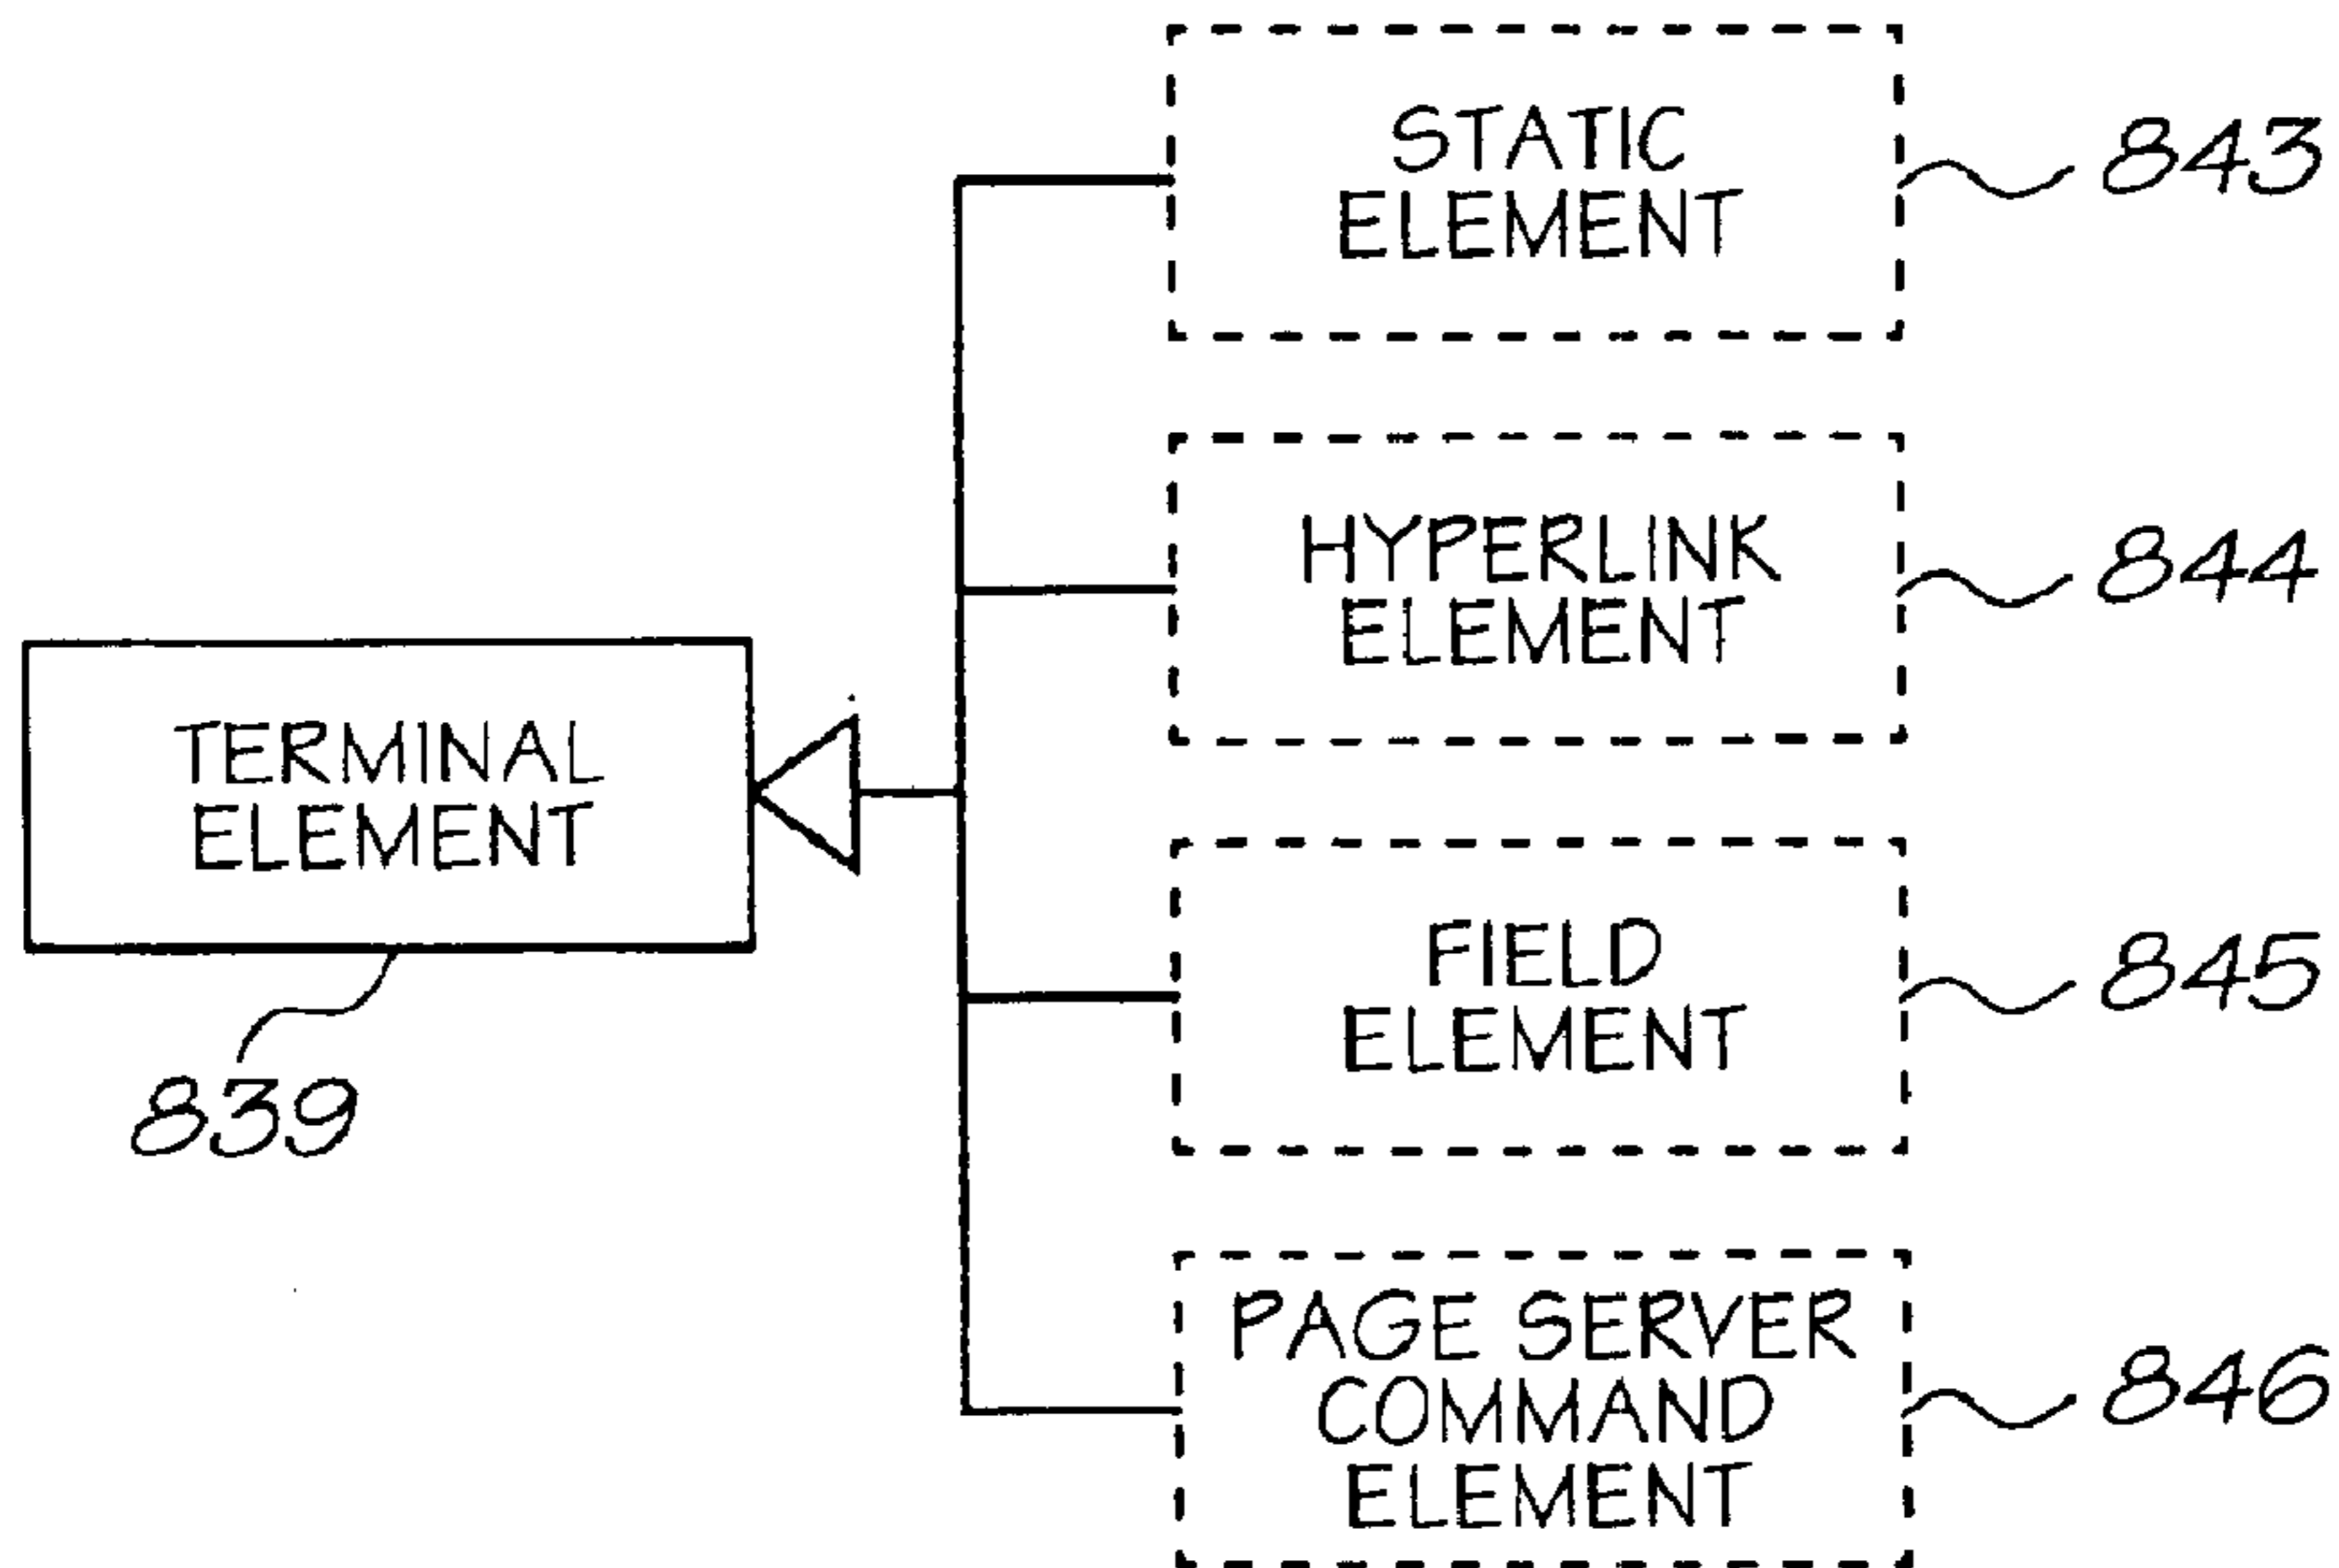 STATIC
ELEMENT
843
HYPERLINK
ELEMENT
844
TERMINAL
ELEMENT
839
FIELD
ELEMENT
845
PAGE SERVER
COMMAND
ELEMENT
846